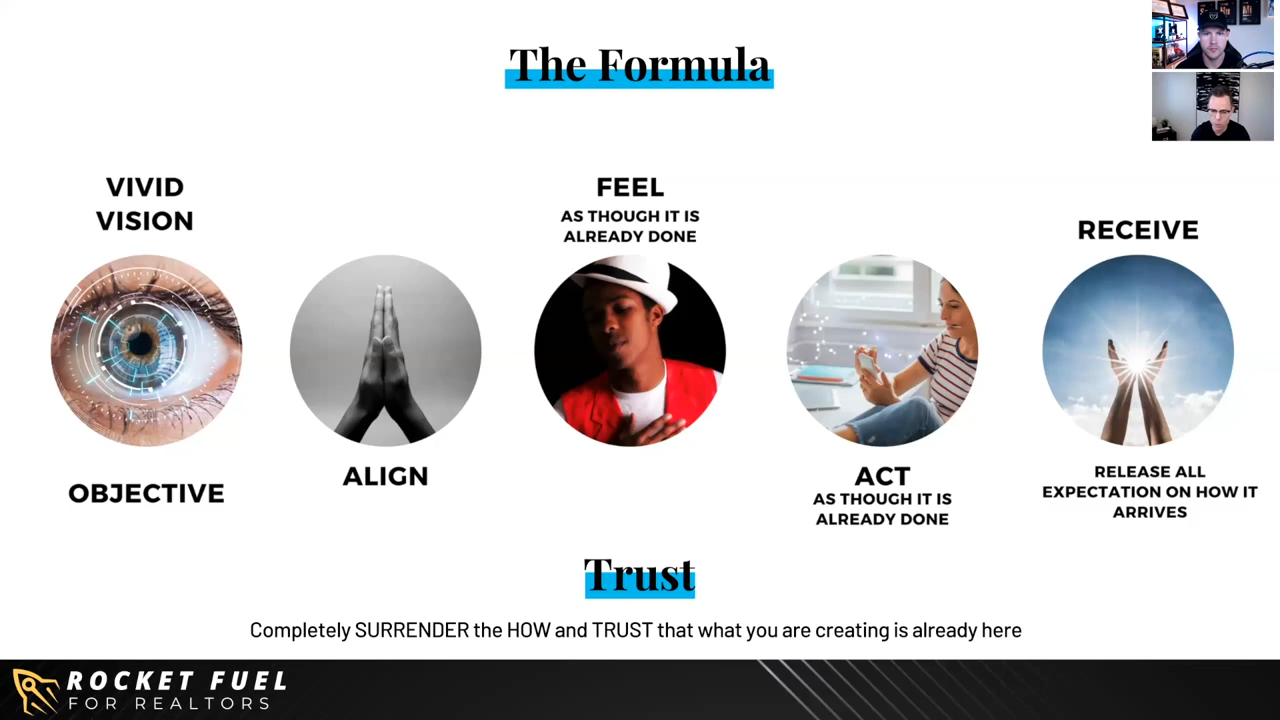 The Formula
VIVID
VISION
OBJECTIVE
ALIGN
FEEL
AS THOUGH IT IS
ALREADY DONE
ACT
AS THOUGH IT IS
ALREADY DONE
RECEIVE
RELEASE ALL
EXPECTATION ON HOW IT
ARRIVES
Trust
Completely SURRENDER the HOW and TRUST that what you are creating is already here
ROCKET FUEL
FOR REALTORS